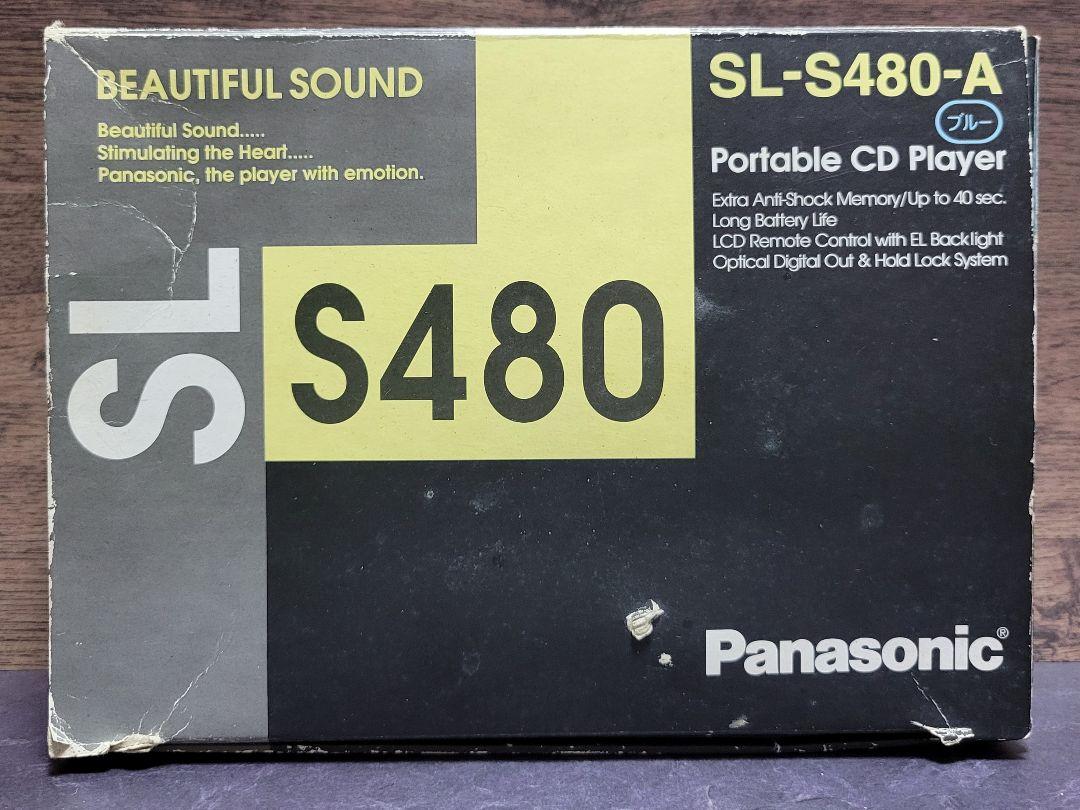 BEAUTIFUL SOUND
Beautiful Sound.....
Stimulating the Heart.....
Panasonic, the player with emotion.
SL
S480
SL-S480-A
ブルー
Portable CD Player
Extra Anti-Shock Memory/Up to 40 sec.
Long Battery Life
LCD Remote Control with EL Backlight
Optical Digital Out & Hold Lock System
Panasonic®